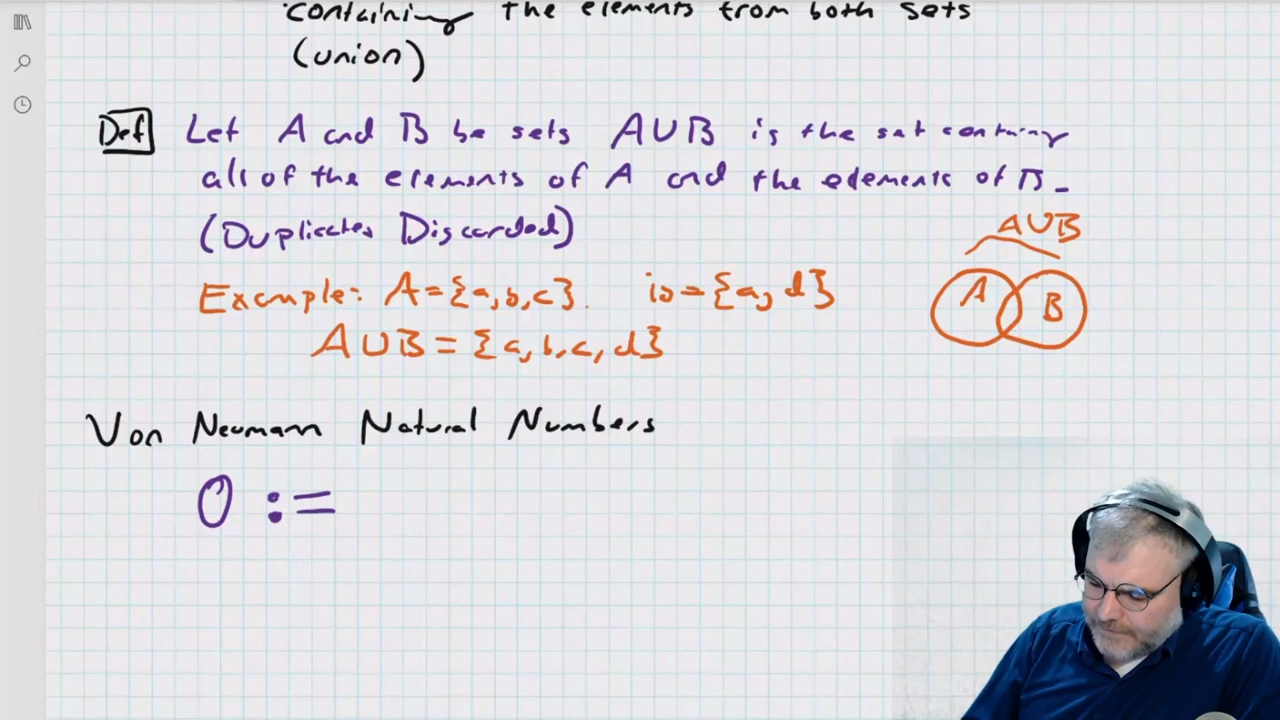 containing the elements from both sets
(union)
Def Let A and B be sets A∪B is the set containing
all of the elements of A and the elements of B.
(Duplicates Discarded)
A∪B
Example: A={a,b,c}. B={a,d}
A B
A∪B={a,b,c,d}
Von Neumann Natural Numbers
0 :=